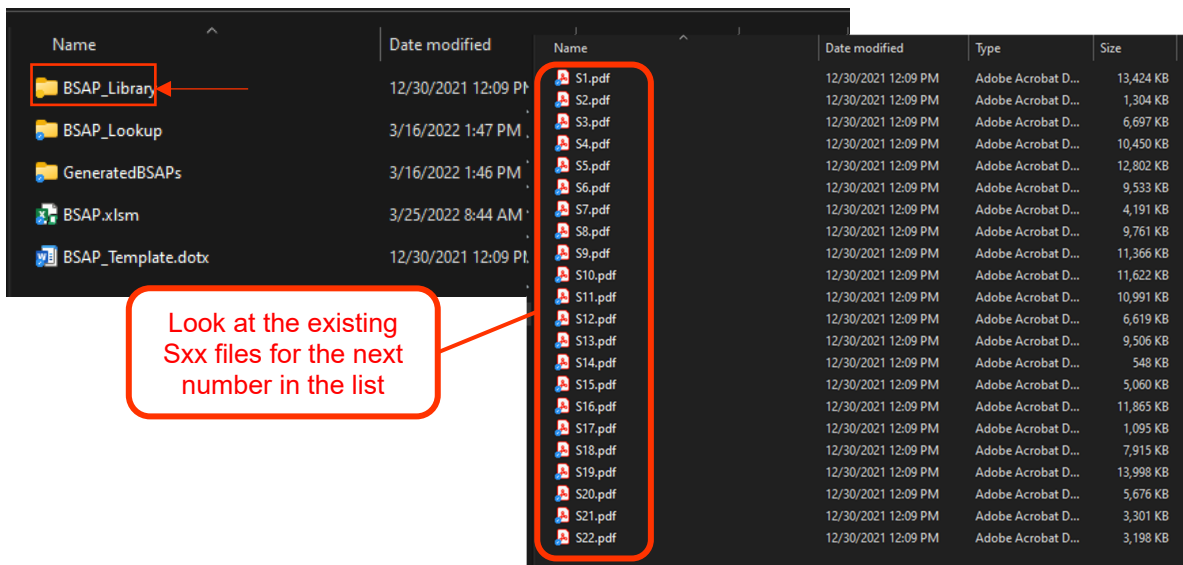 Name Date modified
BSAP_Library 12/30/2021 12:09 PM
BSAP_Lookup 3/16/2022 1:47 PM
GeneratedBSAPs 3/16/2022 1:46 PM
BSAP.xlsm 3/25/2022 8:44 AM
BSAP_Template.dotx 12/30/2021 12:09 PM
Look at the existing
Sxx files for the next
number in the list
Name Date modified Type Size
S1.pdf 12/30/2021 12:09 PM Adobe Acrobat D... 13,424 KB
S2.pdf 12/30/2021 12:09 PM Adobe Acrobat D... 1,304 KB
S3.pdf 12/30/2021 12:09 PM Adobe Acrobat D... 6,697 KB
S4.pdf 12/30/2021 12:09 PM Adobe Acrobat D... 10,450 KB
S5.pdf 12/30/2021 12:09 PM Adobe Acrobat D... 12,802 KB
S6.pdf 12/30/2021 12:09 PM Adobe Acrobat D... 9,533 KB
S7.pdf 12/30/2021 12:09 PM Adobe Acrobat D... 4,191 KB
S8.pdf 12/30/2021 12:09 PM Adobe Acrobat D... 9,761 KB
S9.pdf 12/30/2021 12:09 PM Adobe Acrobat D... 11,366 KB
S10.pdf 12/30/2021 12:09 PM Adobe Acrobat D... 11,622 KB
S11.pdf 12/30/2021 12:09 PM Adobe Acrobat D... 10,991 KB
S12.pdf 12/30/2021 12:09 PM Adobe Acrobat D... 6,619 KB
S13.pdf 12/30/2021 12:09 PM Adobe Acrobat D... 9,506 KB
S14.pdf 12/30/2021 12:09 PM Adobe Acrobat D... 548 KB
S15.pdf 12/30/2021 12:09 PM Adobe Acrobat D... 5,060 KB
S16.pdf 12/30/2021 12:09 PM Adobe Acrobat D... 11,865 KB
S17.pdf 12/30/2021 12:09 PM Adobe Acrobat D... 1,095 KB
S18.pdf 12/30/2021 12:09 PM Adobe Acrobat D... 7,915 KB
S19.pdf 12/30/2021 12:09 PM Adobe Acrobat D... 13,998 KB
S20.pdf 12/30/2021 12:09 PM Adobe Acrobat D... 5,676 KB
S21.pdf 12/30/2021 12:09 PM Adobe Acrobat D... 3,301 KB
S22.pdf 12/30/2021 12:09 PM Adobe Acrobat D... 3,198 KB